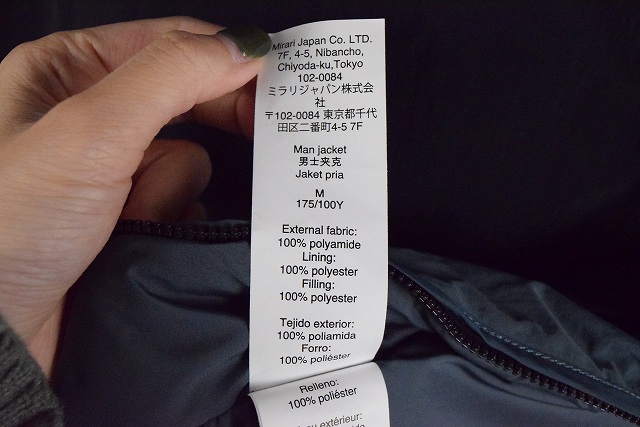 Mirari Japan Co. LTD.
7F, 4-5, Nibancho,
Chiyoda-ku,Tokyo
102-0084
ミラリジャパン株式会
社
〒102-0084 東京都千代
田区二番町4-5 7F
Man jacket
男士夹克
Jaket pria
M
175/100Y
External fabric:
100% polyamide
Lining:
100% polyester
Filling:
100% polyester
Tejido exterior:
100% poliamida
Forro:
100% poliéster
Relleno:
100% poliéster
u extérieur: